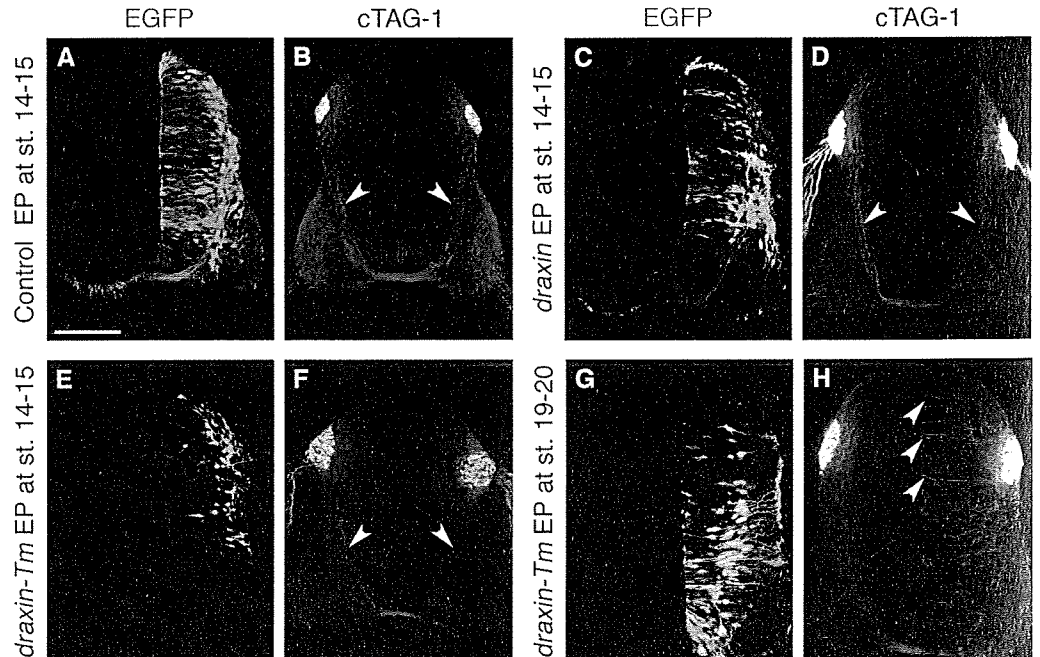 EGFP
cTAG-1
EGFP
cTAG-1
Control EP at st. 14-15
A
B
draxin EP at st. 14-15
C
D
draxin-Tm EP at st. 14-15
E
F
draxin-Tm EP at st. 19-20
G
H